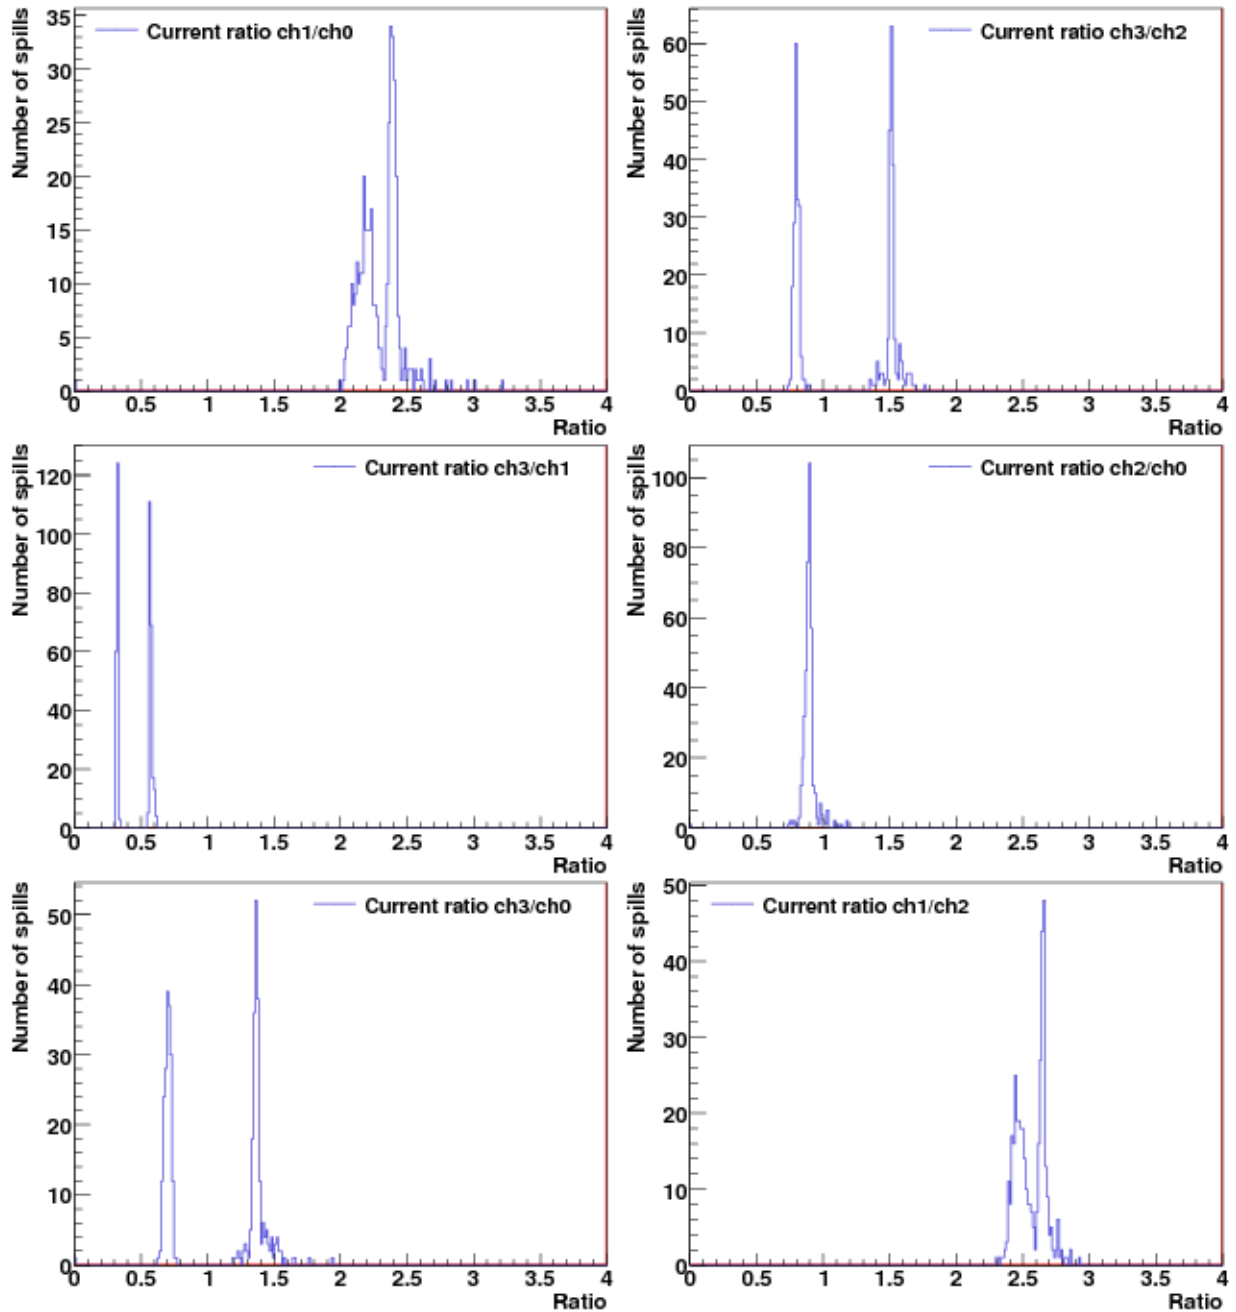 Number of spills
Current ratio ch1/ch0
35
30
25
20
15
10
5
0
0 0.5 1 1.5 2 2.5 3 3.5 4
Ratio
Number of spills
Current ratio ch3/ch2
60
50
40
30
20
10
0
0 0.5 1 1.5 2 2.5 3 3.5 4
Ratio
Number of spills
Current ratio ch3/ch1
120
100
80
60
40
20
0
0 0.5 1 1.5 2 2.5 3 3.5 4
Ratio
Number of spills
Current ratio ch2/ch0
100
80
60
40
20
0
0 0.5 1 1.5 2 2.5 3 3.5 4
Ratio
Number of spills
Current ratio ch3/ch0
50
40
30
20
10
0
0 0.5 1 1.5 2 2.5 3 3.5 4
Ratio
Number of spills
Current ratio ch1/ch2
50
40
30
20
10
0
0 0.5 1 1.5 2 2.5 3 3.5 4
Ratio